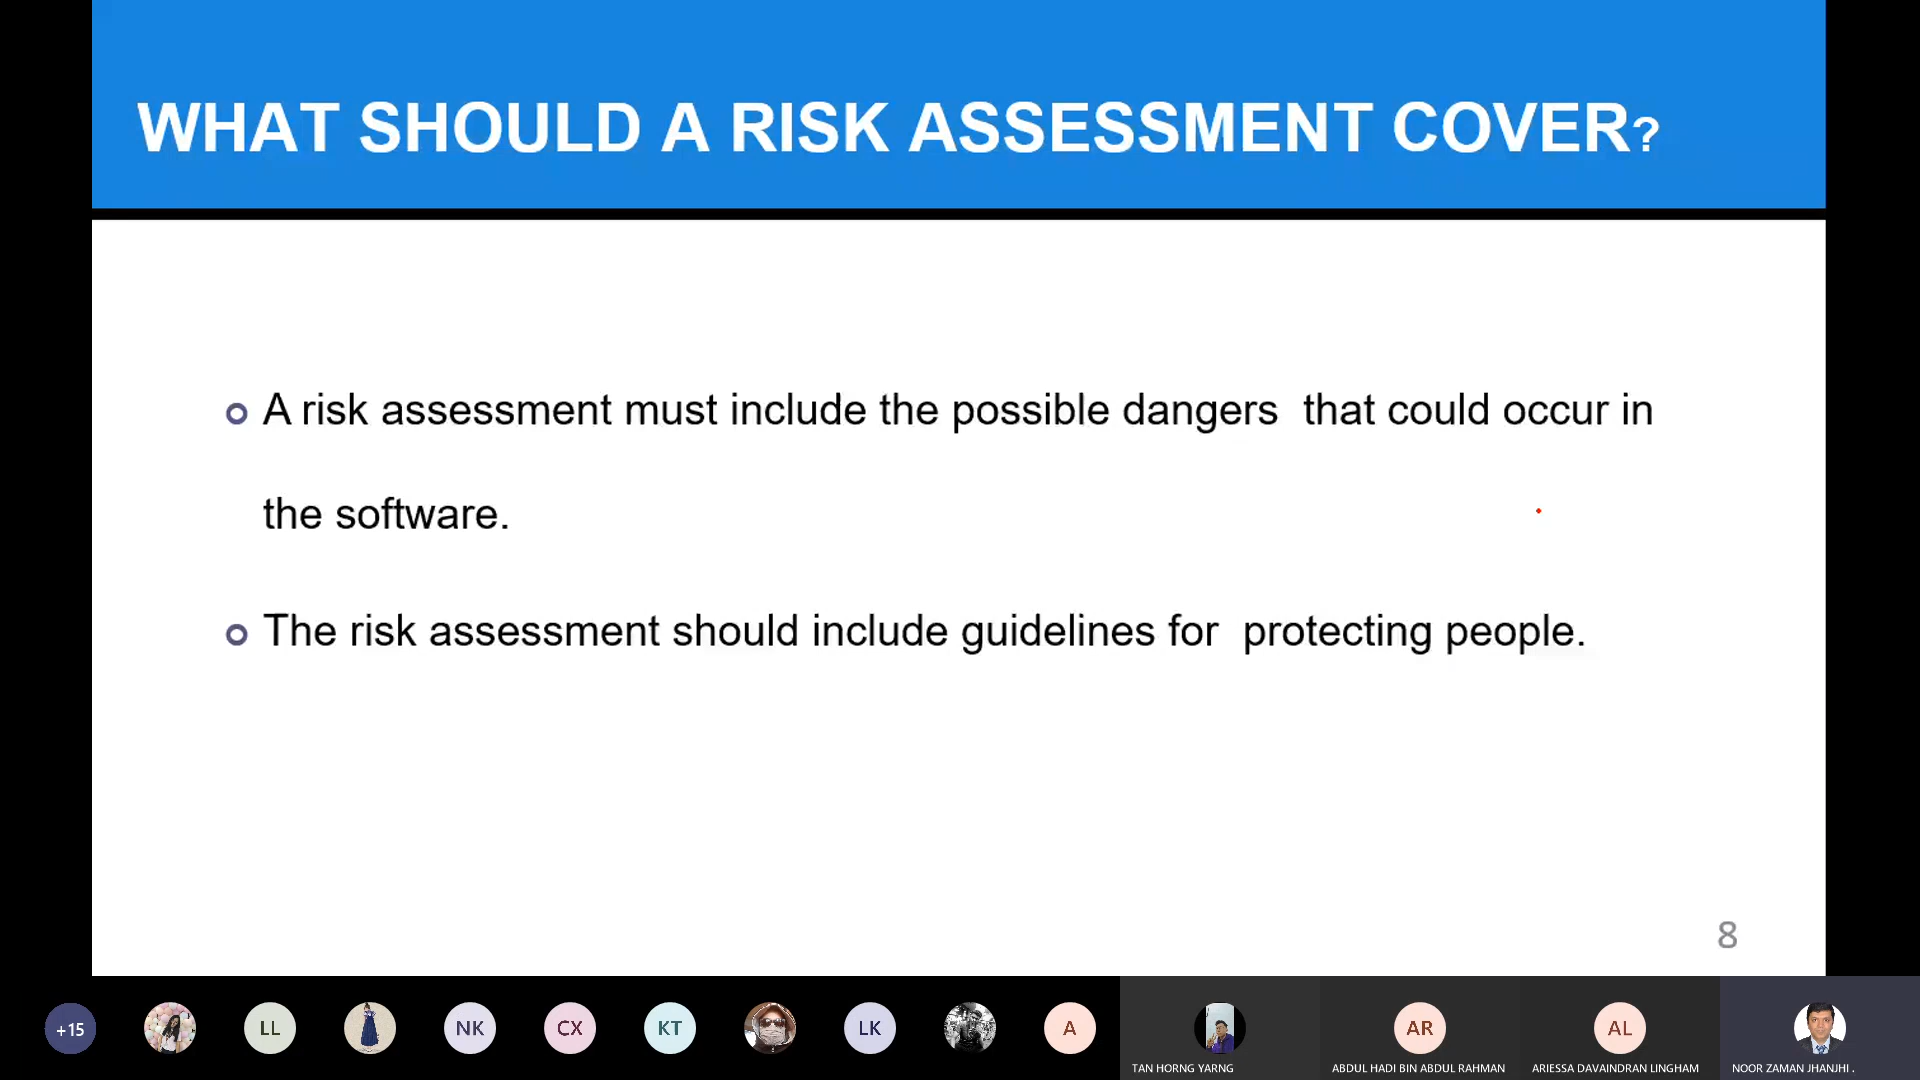 WHAT SHOULD A RISK ASSESSMENT COVER?
A risk assessment must include the possible dangers  that could occur in
the software.
The risk assessment should include guidelines for  protecting people.
8
+15
LL
NK
CX
KT
LK
A
AR
AL
TAN HORNG YARNG
ABDUL HADI BIN ABDUL RAHMAN
ARIESSA DAVAINDRAN LINGHAM
NOOR ZAMAN JHANJHI .